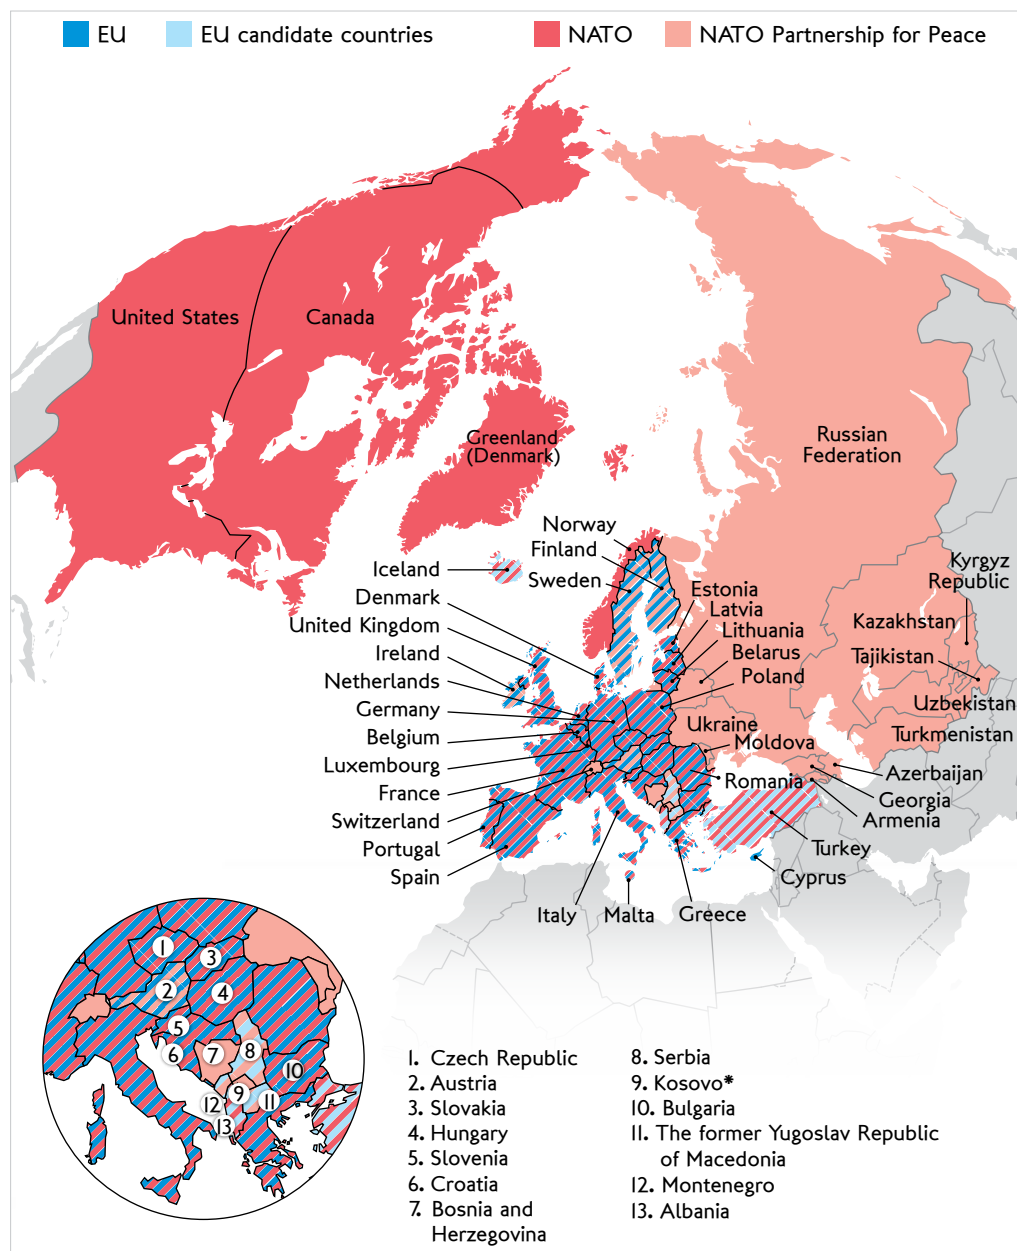 EU
EU candidate countries
NATO
NATO Partnership for Peace
United States
Canada
Greenland
(Denmark)
Russian
Federation
Norway
Finland
Sweden
Iceland
Denmark
United Kingdom
Ireland
Netherlands
Germany
Belgium
Luxembourg
France
Switzerland
Portugal
Spain
Estonia
Latvia
Lithuania
Belarus
Poland
Ukraine
Moldova
Romania
Kyrgyz
Republic
Kazakhstan
Tajikistan
Uzbekistan
Turkmenistan
Azerbaijan
Georgia
Armenia
Turkey
Cyprus
Italy
Malta
Greece
1
2
3
4
5
6
7
8
9
10
11
12
13
1. Czech Republic
2. Austria
3. Slovakia
4. Hungary
5. Slovenia
6. Croatia
7. Bosnia and
Herzegovina
8. Serbia
9. Kosovo*
10. Bulgaria
11. The former Yugoslav Republic
of Macedonia
12. Montenegro
13. Albania